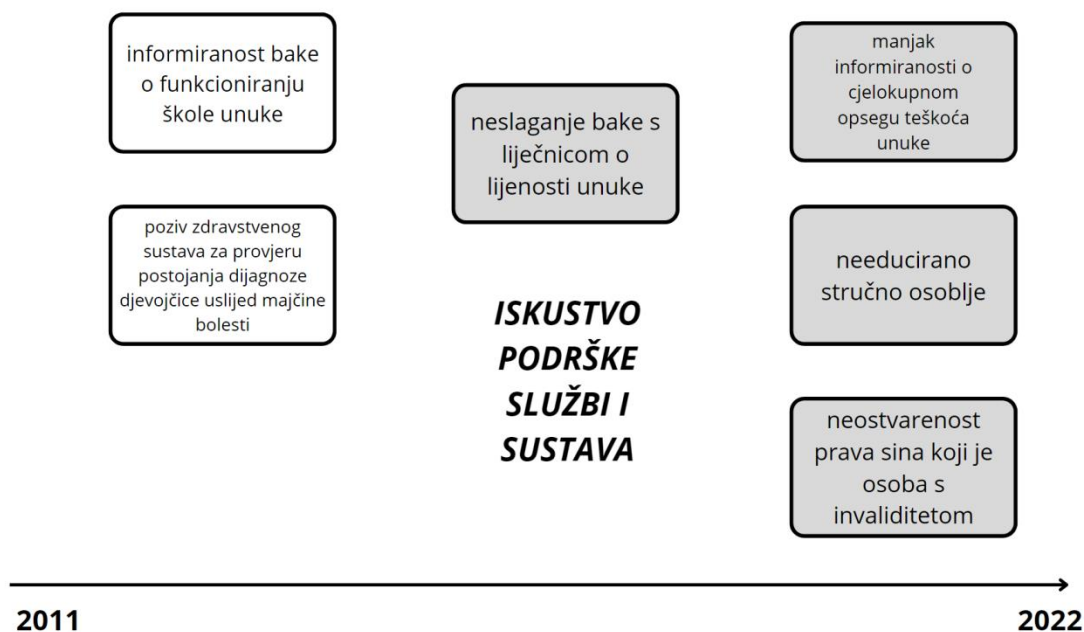 informiranost bake
o funkcioniranju
škole unuke
poziv zdravstvenog
sustava za provjeru
postojanja dijagnoze
djevojčice uslijed majčine
bolesti
neslaganje bake s
liječnicom o
lijenosti unuke
ISKUSTVO
PODRŠKE
SLUŽBI I
SUSTAVA
manjak
informiranosti o
cjelokupnom
opsegu teškoća
unuke
needucirano
stručno osoblje
neostvarenost
prava sina koji je
osoba s
invaliditetom
2011
2022